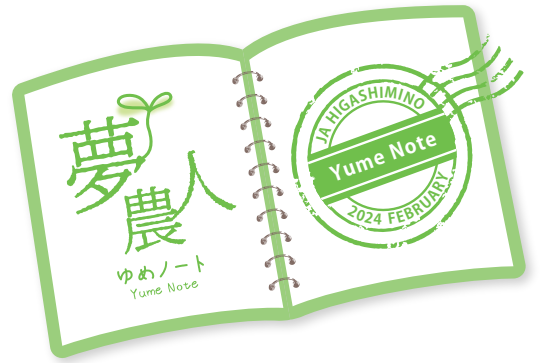 夢
農
人
ゆめノート
Yume Note
JA HIGASHIMINO
Yume Note
2024 FEBRUARY